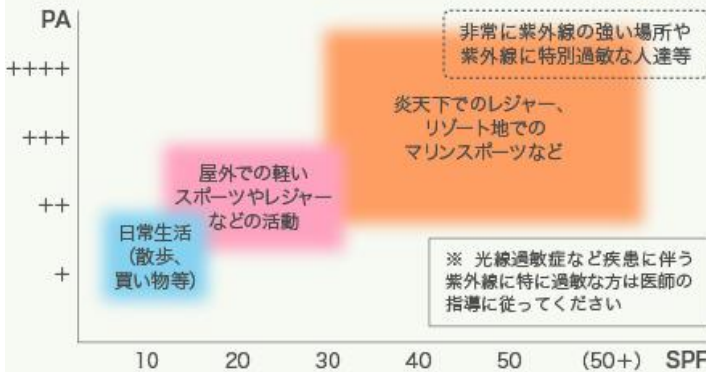 PA
非常に紫外線の強い場所や
紫外線に特別過敏な人達等
++++
炎天下でのレジャー、
リゾート地での
マリンスポーツなど
+++
屋外での軽い
スポーツやレジャー
などの活動
++
日常生活
(散歩、
買い物等)
+
※ 光線過敏症など疾患に伴う
紫外線に特に過敏な方は医師の
指導に従ってください
10 20 30 40 50 (50+) SPF